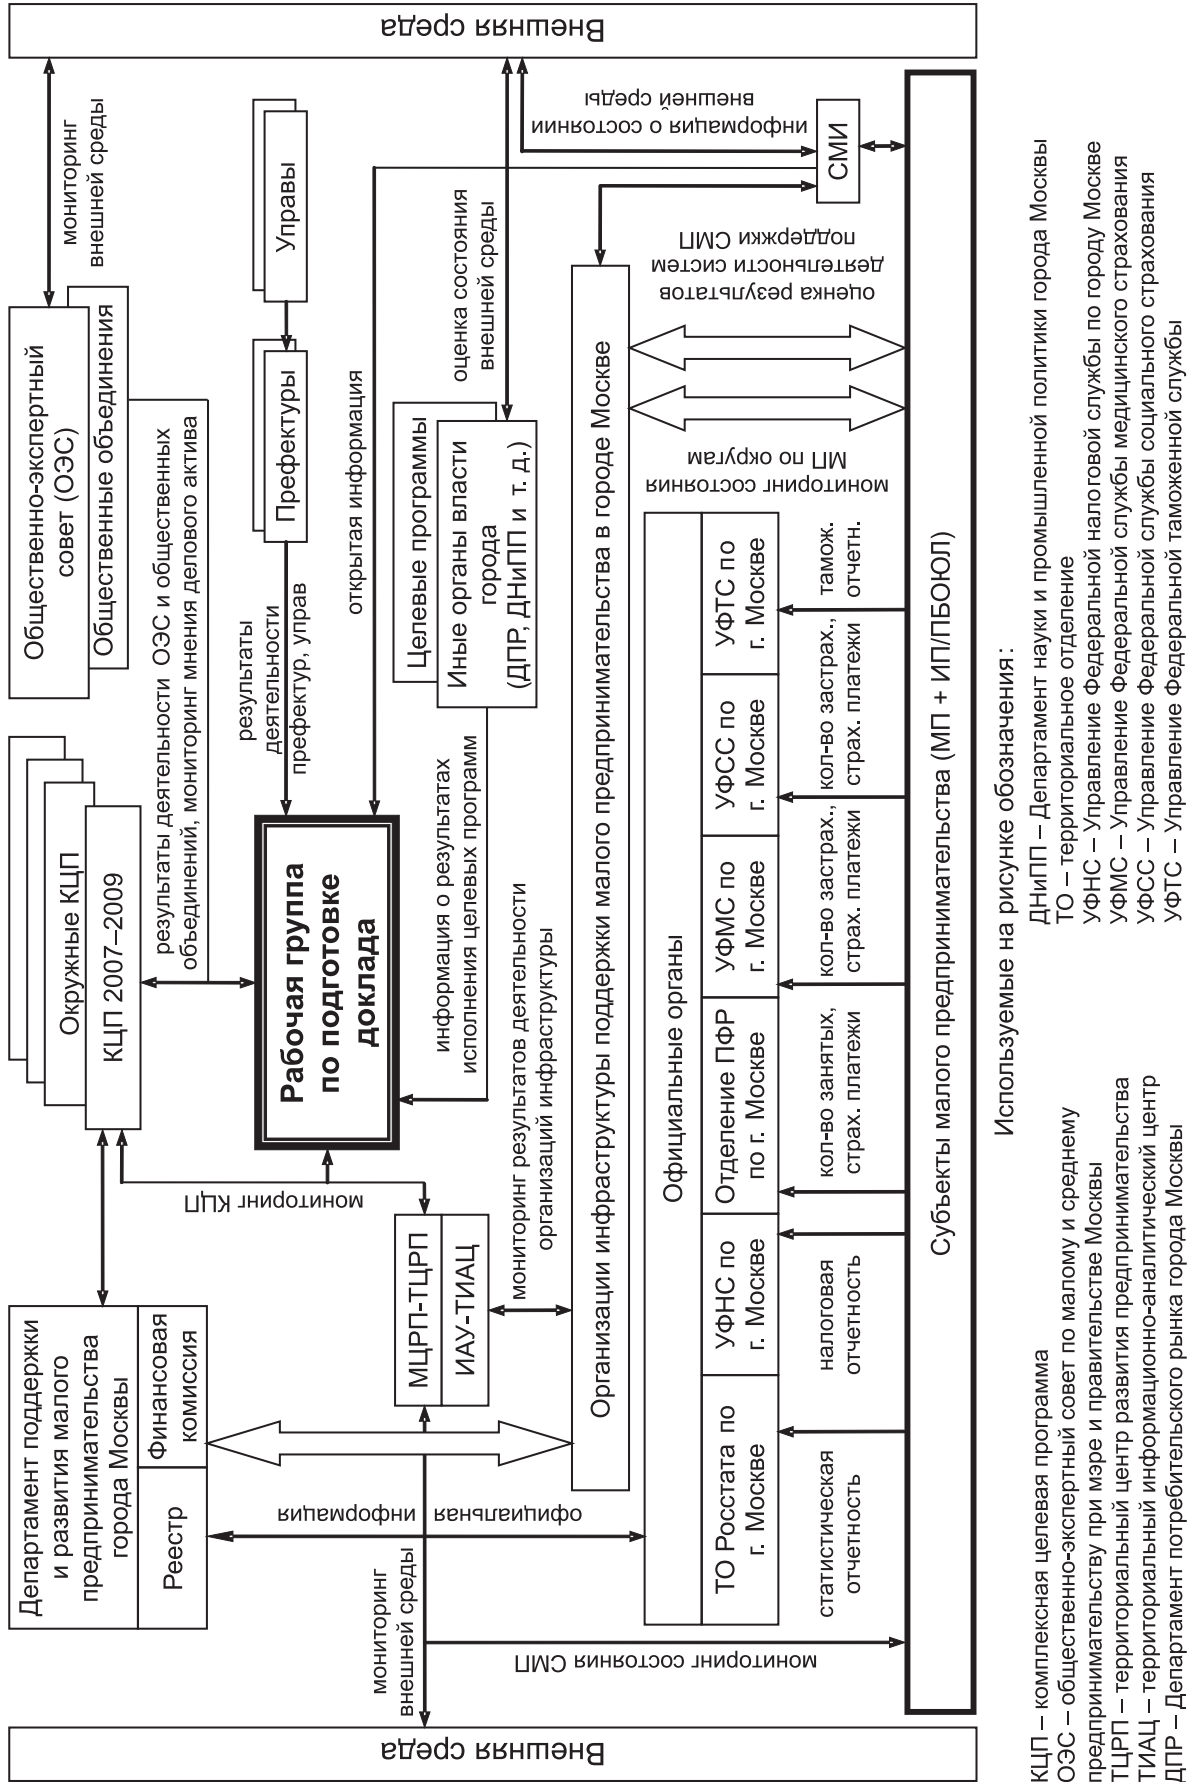 Внешняя среда
мониторинг
внешней среды
Департамент поддержки
и развития малого
предпринимательства
города Москвы
Реестр
Финансовая
комиссия
Окружные КЦП
КЦП 2007–2009
Общественно-экспертный
совет (ОЭС)
Общественные объединения
мониторинг
внешней среды
Внешняя среда
результаты деятельности ОЭС и общественных
объединений, мониторинг мнения делового актива
мониторинг КЦП
Рабочая группа
по подготовке
доклада
результаты
деятельности
префектур, управ
Префектуры
Управы
открытая информация
официальная информация
МЦРП-ТЦРП
ИАУ-ТИАЦ
информация о результатах
исполнения целевых программ
Целевые программы
Иные органы власти
города
(ДПР, ДНиПП и т. д.)
оценка состояния
внешней среды
мониторинг результатов деятельности
организаций инфраструктуры
информация о состоянии
внешней среды
Организации инфраструктуры поддержки малого предпринимательства в городе Москве
СМИ
Официальные органы
ТО Росстата по
г. Москве
УФНС по
г. Москве
Отделение ПФР
по г. Москве
УФМС по
г. Москве
УФСС по
г. Москве
УФТС по
г. Москве
мониторинг состояния
МП по округам
оценка результатов
деятельности систем
поддержки СМП
мониторинг состояния СМП
статистическая
отчетность
налоговая
отчетность
кол-во занятых,
страх. платежи
кол-во застрах.,
страх. платежи
кол-во застрах.,
страх. платежи
тамож.
отчетн.
Субъекты малого предпринимательства (МП + ИП/ПБОЮЛ)
Используемые на рисунке обозначения:
КЦП – комплексная целевая программа
ОЭС – общественно-экспертный совет по малому и среднему
предпринимательству при мэре и правительстве Москвы
ТЦРП – территориальный центр развития предпринимательства
ТИАЦ – территориальный информационно-аналитический центр
ДПР – Департамент потребительского рынка города Москвы
ДНиПП – Департамент науки и промышленной политики города Москвы
ТО – территориальное отделение
УФНС – Управление Федеральной налоговой службы по городу Москве
УФМС – Управление Федеральной службы медицинского страхования
УФСС – Управление Федеральной службы социального страхования
УФТС – Управление Федеральной таможенной службы